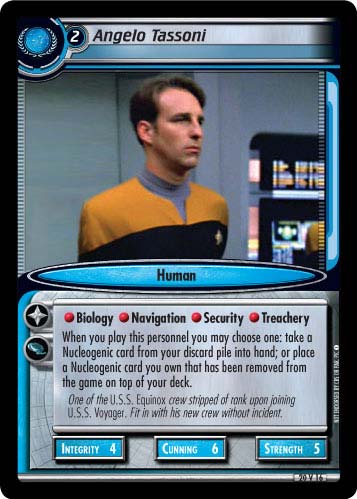 2 Angelo Tassoni
Human
Biology Navigation Security Treachery
When you play this personnel you may choose one: take a
Nucleogenic card from your discard pile into hand; or place
a Nucleogenic card you own that has been removed from
the game on top of your deck.
One of the U.S.S. Equinox crew stripped of rank upon joining
U.S.S. Voyager. Fit in with his new crew without incident.
INTEGRITY 4 CUNNING 6 STRENGTH 5
20 V 16